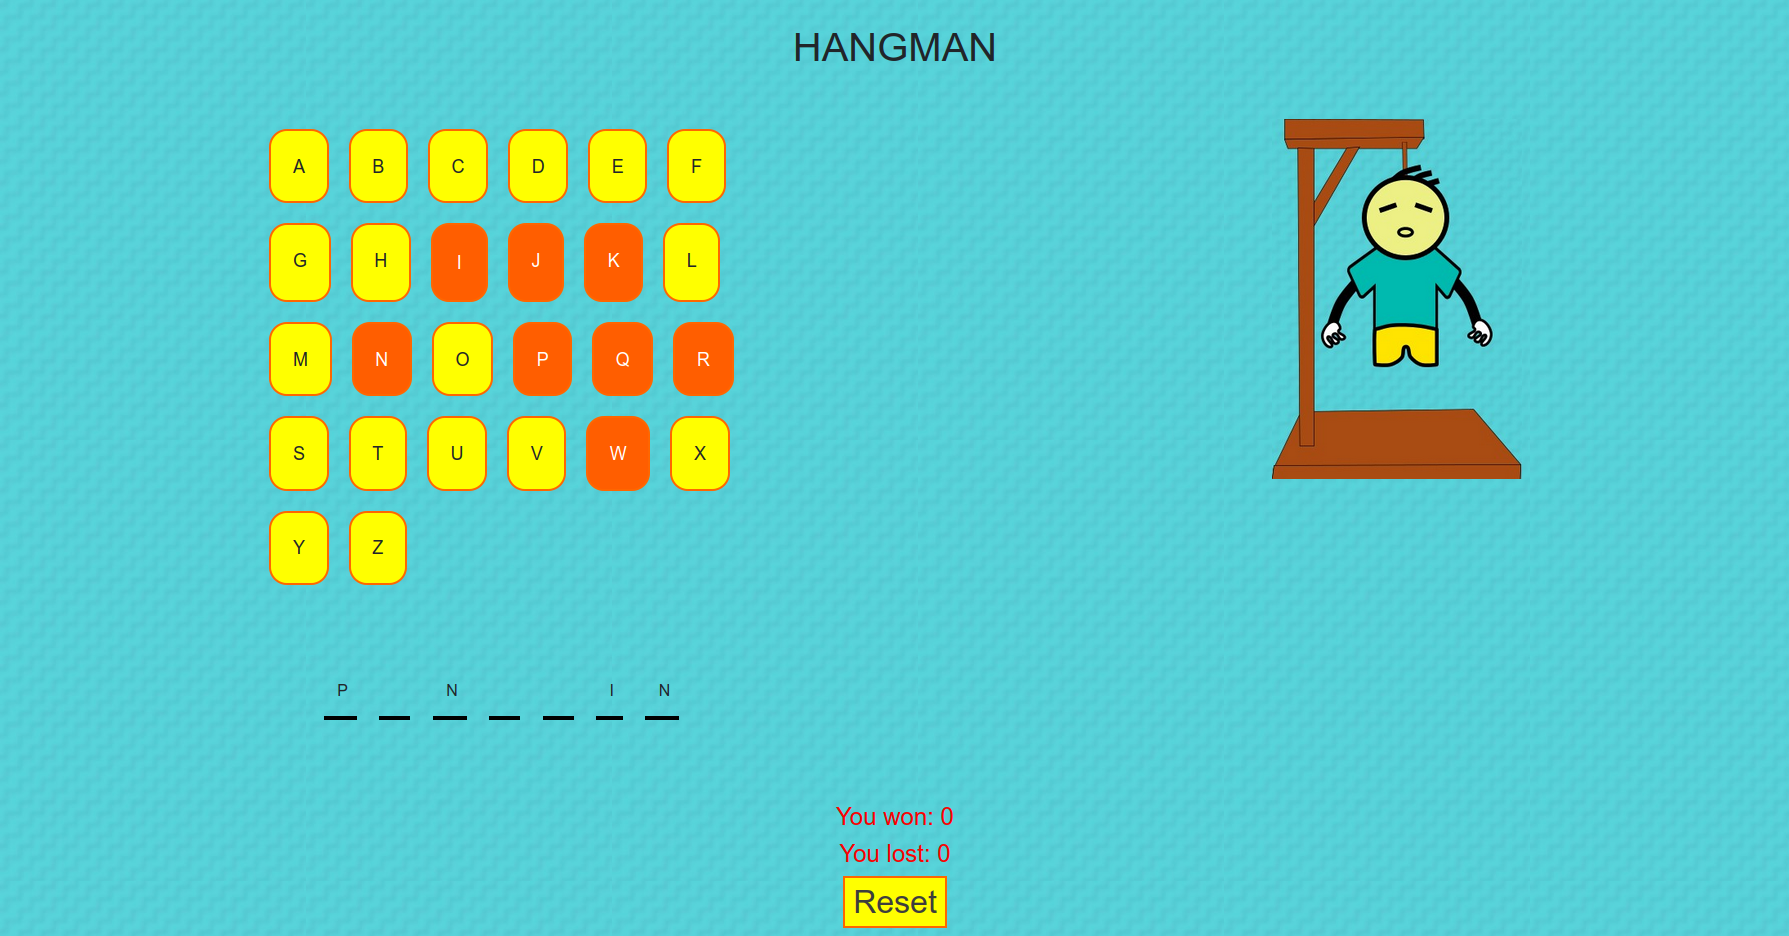 HANGMAN
A B C D E F
G H I J K L
M N O P Q R
S T U V W X
Y Z
P _ N _ _ I N
You won: 0
You lost: 0
Reset